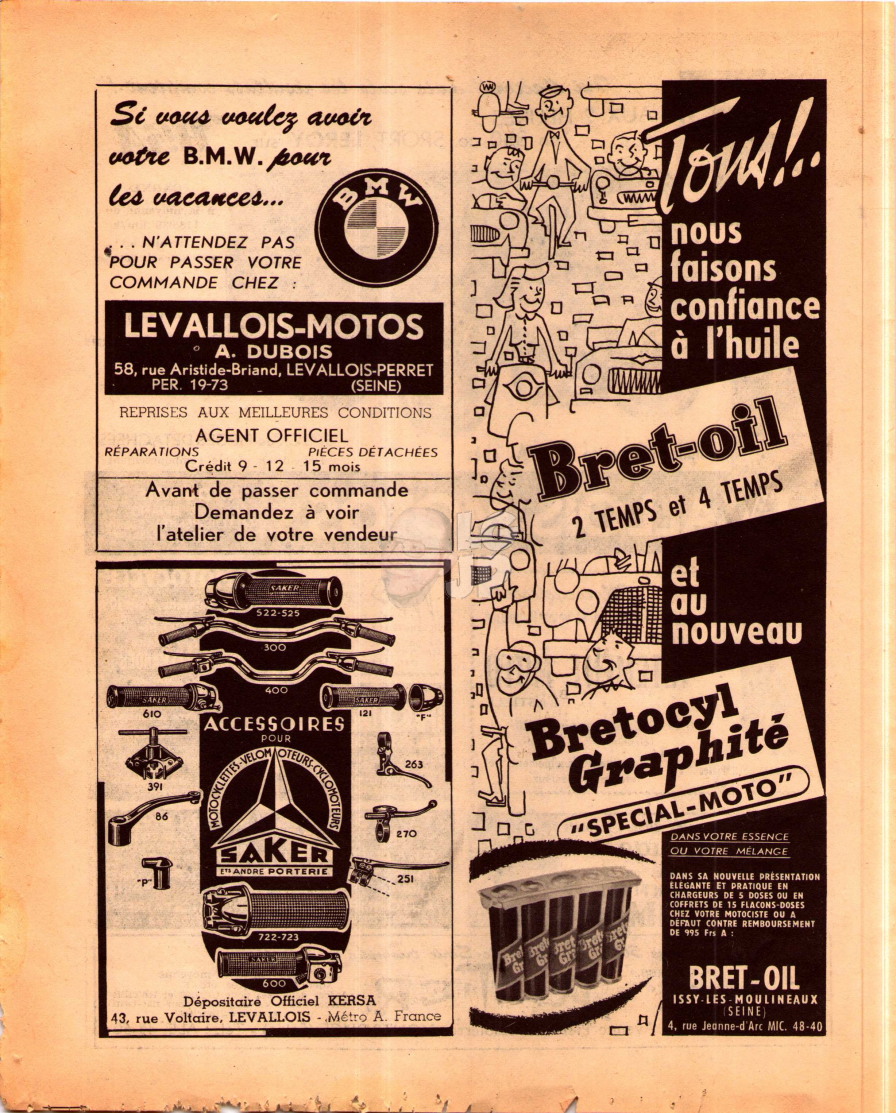 Si vous voulez avoir
votre B.M.W. pour
les vacances...
BMW
... N'ATTENDEZ PAS
POUR PASSER VOTRE
COMMANDE CHEZ :
LEVALLOIS-MOTOS
A. DUBOIS
58, rue Aristide-Briand, LEVALLOIS-PERRET
PER. 19-73 (SEINE)
REPRISES AUX MEILLEURES CONDITIONS
AGENT OFFICIEL
RÉPARATIONS PIÈCES DÉTACHÉES
Crédit 9 - 12 - 15 mois
Avant de passer commande
Demandez à voir
l'atelier de votre vendeur
SAKER
522-525
300
400
SAKER
610
SAKER
121
"F"
ACCESSOIRES
POUR
MOTOCYCLETTES-VELOMOTEURS-CYCLOMOTEURS
SAKER
Ets ANDRE PORTERIE
391
263
86
270
"P"
251
722-723
SAKER
600
Dépositaire Officiel KERSA
43, rue Voltaire, LEVALLOIS - Métro A. France
Tous!...
nous
faisons
confiance
à l'huile
Bret-oil
2 TEMPS et 4 TEMPS
et
au
nouveau
Bretocyl
Graphité
"SPECIAL-MOTO"
DANS VOTRE ESSENCE
OU VOTRE MÉLANGE
DANS SA NOUVELLE PRÉSENTATION
ÉLEGANTE ET PRATIQUE EN
CHARGEURS DE 5 DOSES OU EN
COFFRETS DE 15 FLACONS-DOSES
CHEZ VOTRE MOTOCISTE OU A
DÉFAUT CONTRE REMBOURSEMENT
DE 995 Frs A :
BRET-OIL
ISSY-LES-MOULINEAUX
(SEINE)
4, rue Jeanne-d'Arc MIC. 48-40